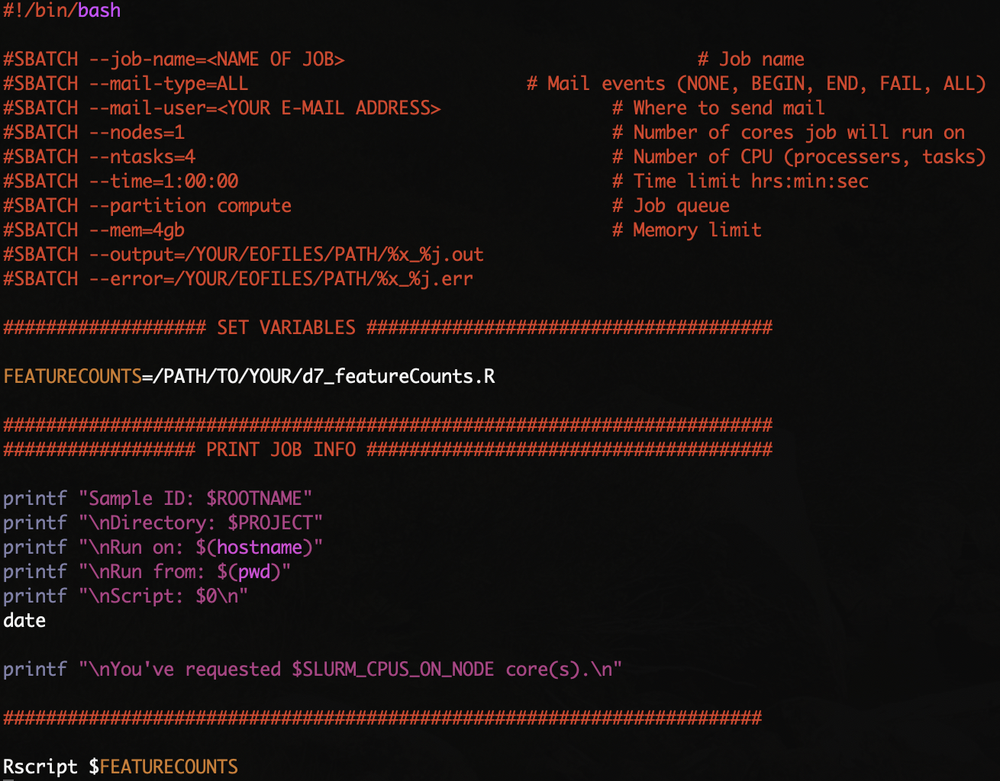 #!/bin/bash
#SBATCH --job-name=<NAME OF JOB> # Job name
#SBATCH --mail-type=ALL # Mail events (NONE, BEGIN, END, FAIL, ALL)
#SBATCH --mail-user=<YOUR E-MAIL ADDRESS> # Where to send mail
#SBATCH --nodes=1 # Number of cores job will run on
#SBATCH --ntasks=4 # Number of CPU (processers, tasks)
#SBATCH --time=1:00:00 # Time limit hrs:min:sec
#SBATCH --partition compute # Job queue
#SBATCH --mem=4gb # Memory limit
#SBATCH --output=/YOUR/EOFILES/PATH/%x_%j.out
#SBATCH --error=/YOUR/EOFILES/PATH/%x_%j.err
################### SET VARIABLES ######################################
FEATURECOUNTS=/PATH/TO/YOUR/d7_featureCounts.R
########################################################################
################## PRINT JOB INFO ######################################
printf "Sample ID: $ROOTNAME"
printf "\nDirectory: $PROJECT"
printf "\nRun on: $(hostname)"
printf "\nRun from: $(pwd)"
printf "\nScript: $0\n"
date
printf "\nYou've requested $SLURM_CPUS_ON_NODE core(s).\n"
#######################################################################
Rscript $FEATURECOUNTS